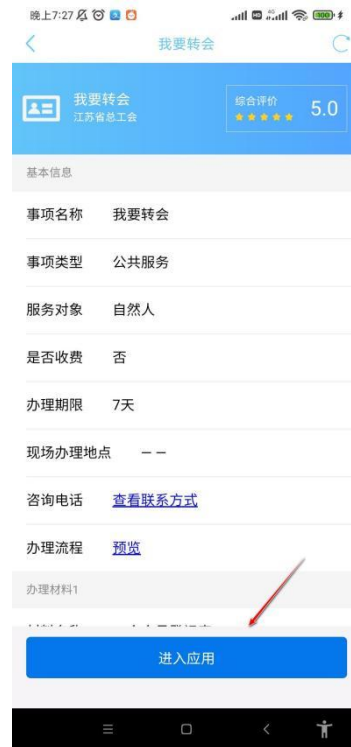 晚上7:27
我要转会
我要转会
江苏省总工会
综合评价
5.0
基本信息
事项名称 我要转会
事项类型 公共服务
服务对象 自然人
是否收费 否
办理期限 7天
现场办理地点 － －
咨询电话 查看联系方式
办理流程 预览
办理材料1
进入应用